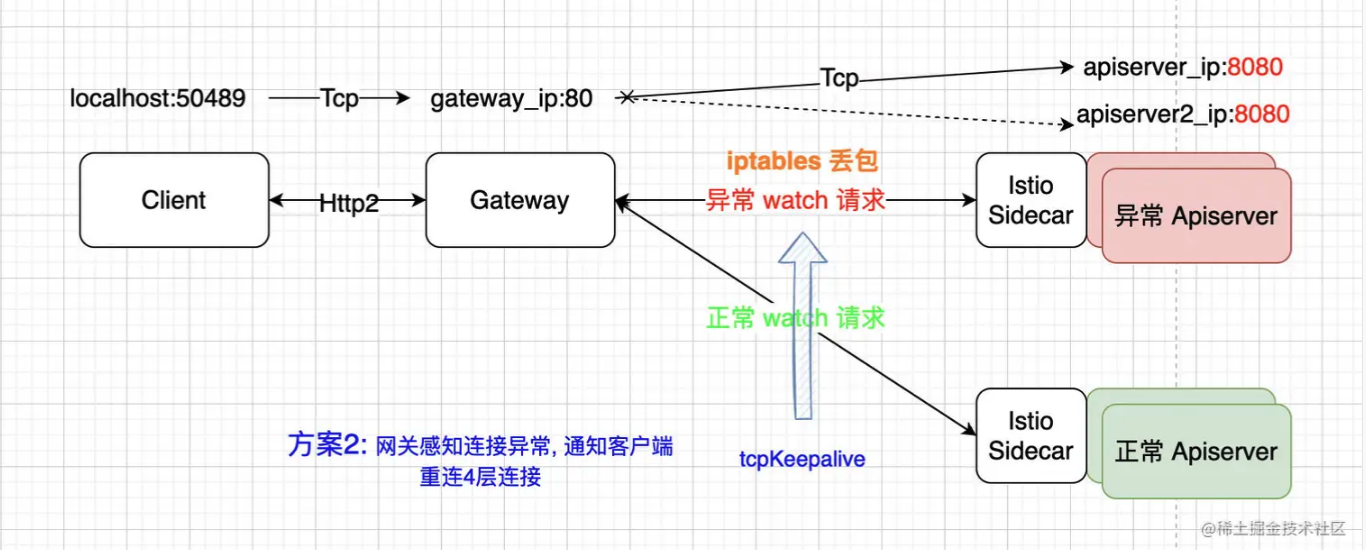 Tcp
apiserver_ip:8080
localhost:50489
Tcp
gateway_ip:80
apiserver2_ip:8080
iptables 丢包
Client
Http2
Gateway
异常 watch 请求
Istio
Sidecar
异常 Apiserver
正常 watch 请求
方案2: 网关感知连接异常, 通知客户端
重连4层连接
tcpKeepalive
Istio
Sidecar
正常 Apiserver
@稀土掘金技术社区